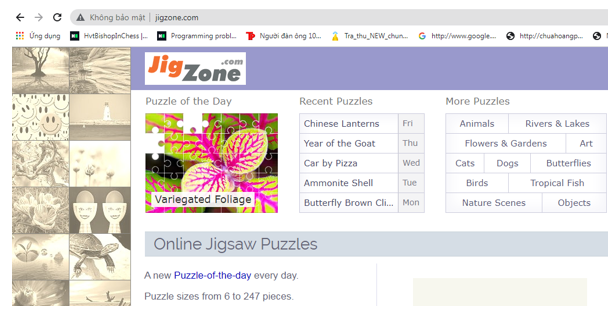 Không bảo mật | jigzone.com
Ứng dụng HvtBishopInChess |... Programming probl... Người đàn ông 10... Tra_thu_NEW_chun... http://www.google.... http://chuahoangp...
JigZone.com
Puzzle of the Day Recent Puzzles More Puzzles
Chinese Lanterns Fri Animals Rivers & Lakes
Year of the Goat Thu Flowers & Gardens Art
Car by Pizza Wed Cats Dogs Butterflies
Ammonite Shell Tue Birds Tropical Fish
Variegated Foliage Butterfly Brown Cli... Mon Nature Scenes Objects
Online Jigsaw Puzzles
A new Puzzle-of-the-day every day.
Puzzle sizes from 6 to 247 pieces.